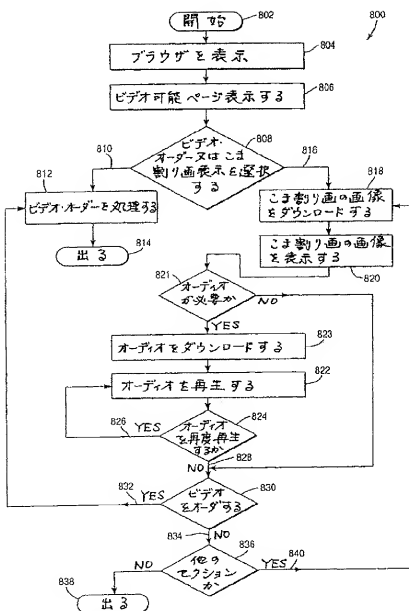 800
開始
802
ブラウザを表示
804
ビデオ可能ページ表示する
806
ビデオ・
オーダー又はこま
割り画表示を選択
する
808
810
816
812
ビデオ・オーダーを処理する
出る
814
818
こま割り画の画像
をダウンロードする
こま割り画の画像
を表示する
820
821
オーディオ
が必要か
NO
YES
オーディオをダウンロードする
823
オーディオを再生する
822
オーディオ
を再度再生
するか
824
826
YES
828
NO
ビデオ
をオーダする
830
832
YES
834
NO
他の
セクション
か
836
NO
YES
840
838
出る